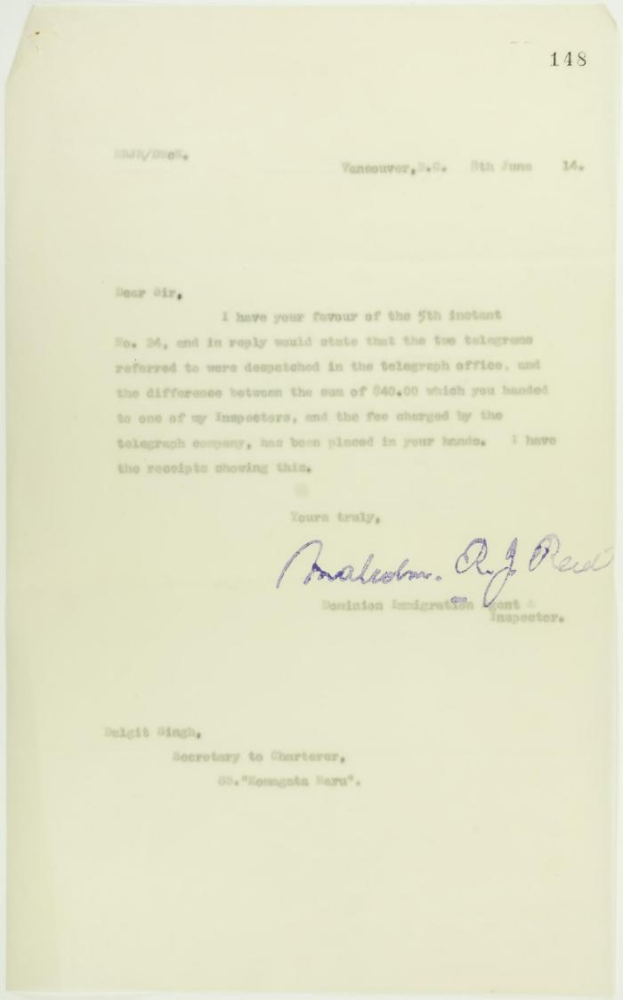 148
MRJR/DMcN.
Vancouver, B.C. 8th June 14.
Dear Sir,
I have your favour of the 5th instant
No. 24, and in reply would state that the two telegrams
referred to were despatched in the telegraph office, and
the difference between the sum of $40.00 which you handed
to one of my Inspectors, and the fee charged by the
telegraph company, has been placed in your hands. I have
the receipts showing this.
Yours truly,
Malcolm. R. J. Reid
Dominion Immigration Agent &
Inspector.
Dalgit Singh,
Secretary to Charterer,
SS."Komagata Maru".